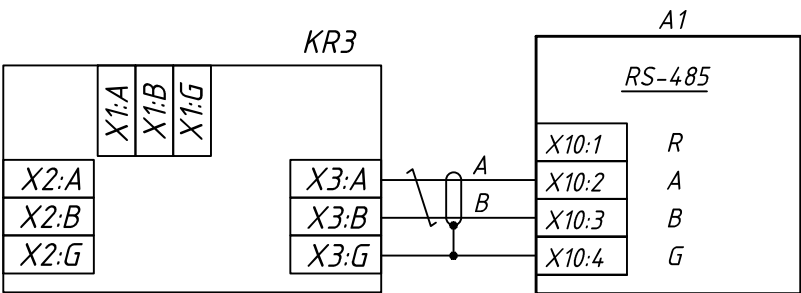 A1
KR3
RS-485
X1:A
X1:B
X1:G
X10:1 R
X2:A X3:A A X10:2 A
X2:B X3:B B X10:3 B
X2:G X3:G X10:4 G